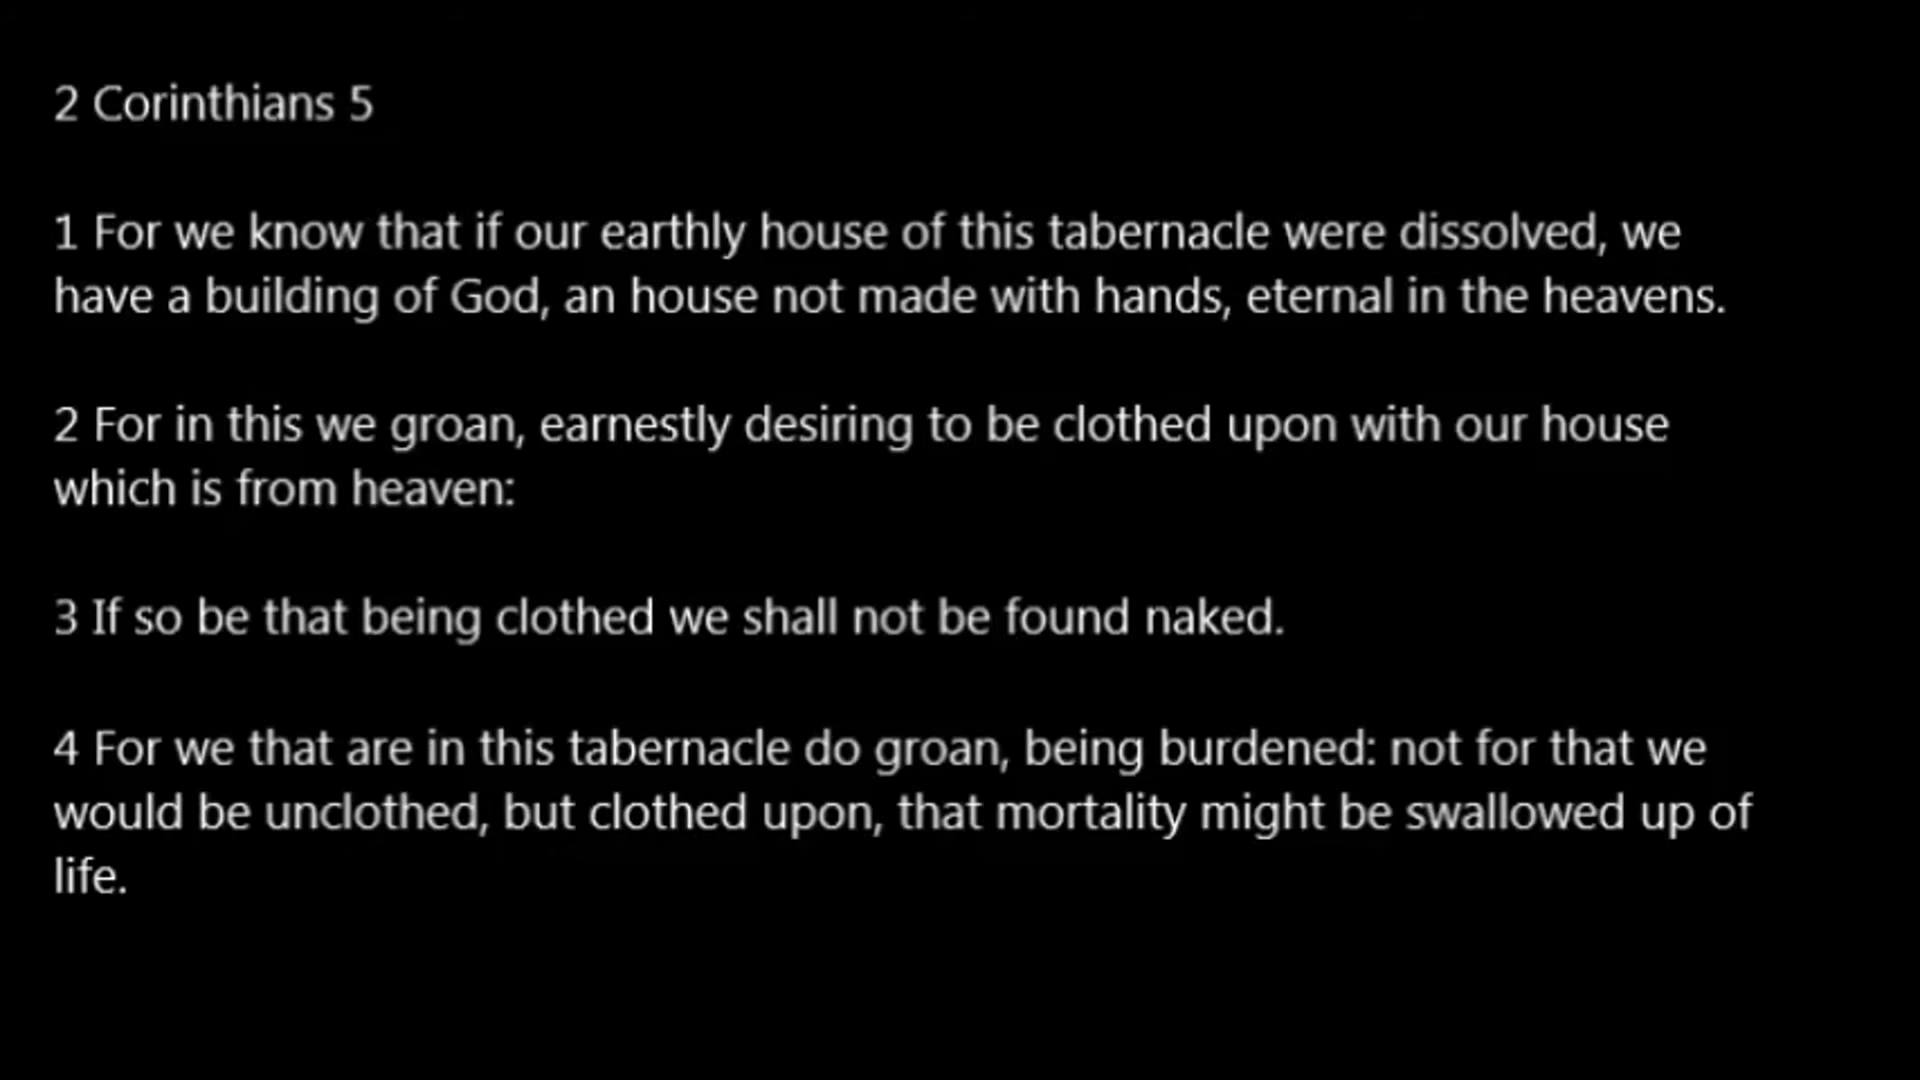 2 Corinthians 5
1 For we know that if our earthly house of this tabernacle were dissolved, we
have a building of God, an house not made with hands, eternal in the heavens.
2 For in this we groan, earnestly desiring to be clothed upon with our house
which is from heaven:
3 If so be that being clothed we shall not be found naked.
4 For we that are in this tabernacle do groan, being burdened: not for that we
would be unclothed, but clothed upon, that mortality might be swallowed up of
life.